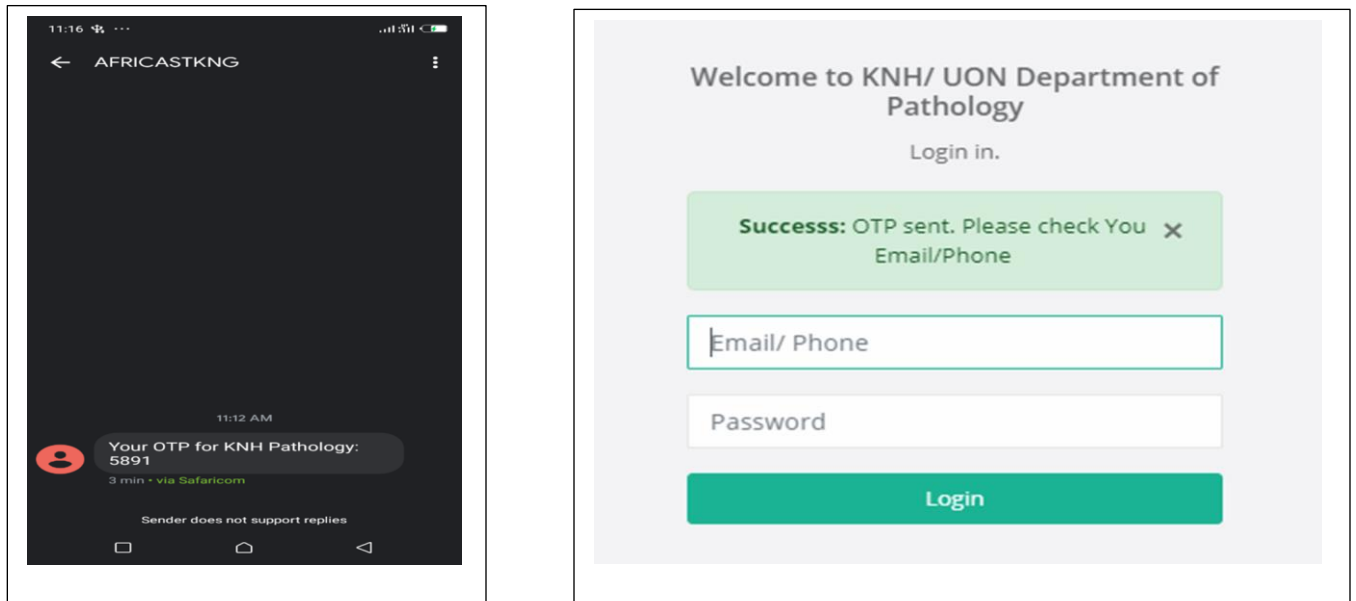 11:16
AFRICASTKNG
11:12 AM
Your OTP for KNH Pathology:
5891
3 min • via Safaricom
Sender does not support replies
Welcome to KNH/ UON Department of
Pathology
Login in.
Successs: OTP sent. Please check You ×
Email/Phone
Email/ Phone
Password
Login